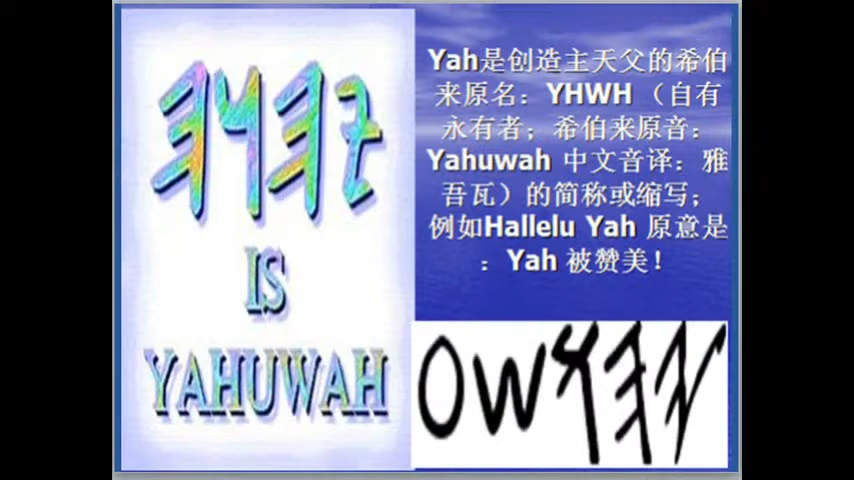 𐤉𐤄𐤅𐤄
IS
YAHUWAH
Yah是创造主天父的希伯
来原名：YHWH（自有
永有者；希伯来原音：
Yahuwah 中文音译：雅
吾瓦）的简称或缩写；
例如Hallelu Yah 原意是
：Yah 被赞美！
𐤉𐤄𐤅𐤔𐤏